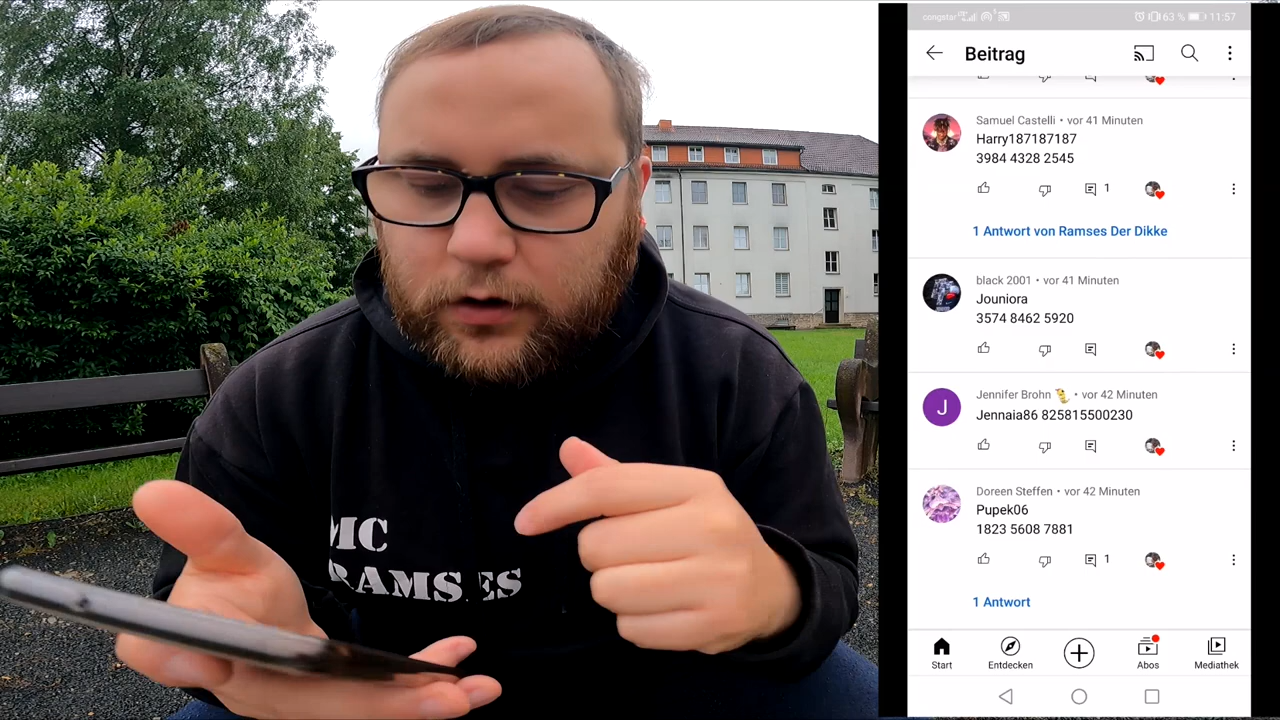 MC
RAMSES
congstar
63 %
11:57
Beitrag
Samuel Castelli • vor 41 Minuten
Harry187187187
3984 4328 2545
1
1 Antwort von Ramses Der Dikke
black 2001 • vor 41 Minuten
Jouniora
3574 8462 5920
J
Jennifer Brohn • vor 42 Minuten
Jennaia86 825815500230
Doreen Steffen • vor 42 Minuten
Pupek06
1823 5608 7881
1
1 Antwort
Start
Entdecken
Abos
Mediathek